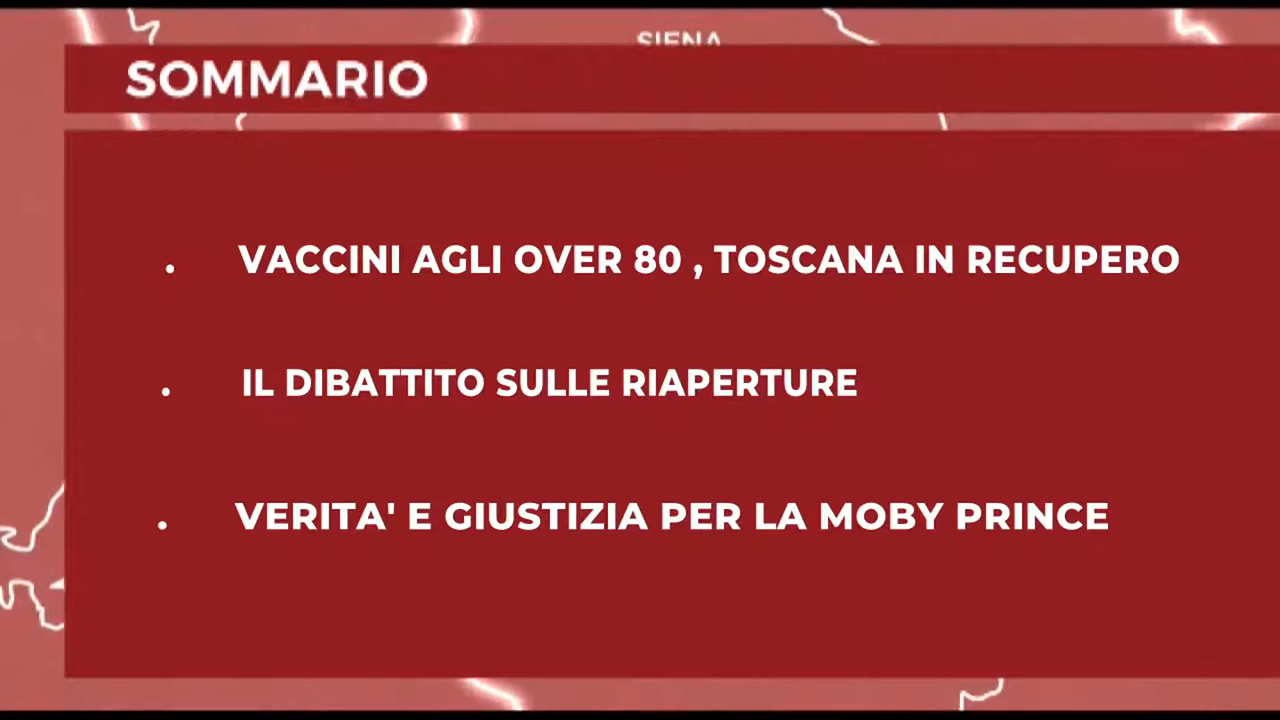 SIENA
SOMMARIO
. VACCINI AGLI OVER 80 , TOSCANA IN RECUPERO
. IL DIBATTITO SULLE RIAPERTURE
. VERITA' E GIUSTIZIA PER LA MOBY PRINCE